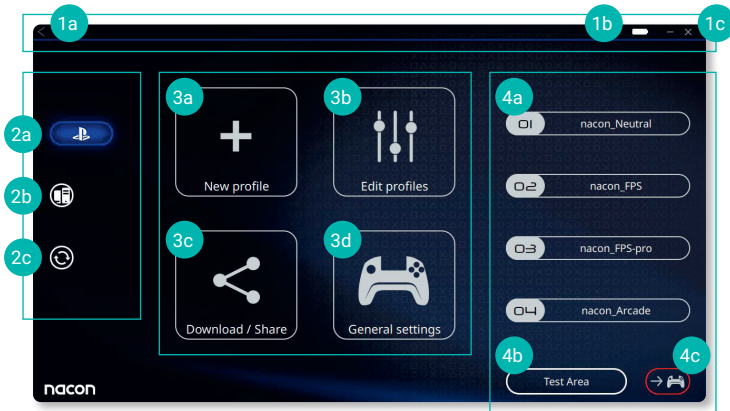 1a
1b
1c
2a
2b
2c
3a
New profile
3b
Edit profiles
3c
Download / Share
3d
General settings
4a
01 nacon_Neutral
02 nacon_FPS
03 nacon_FPS-pro
04 nacon_Arcade
4b
Test Area
4c
nacon